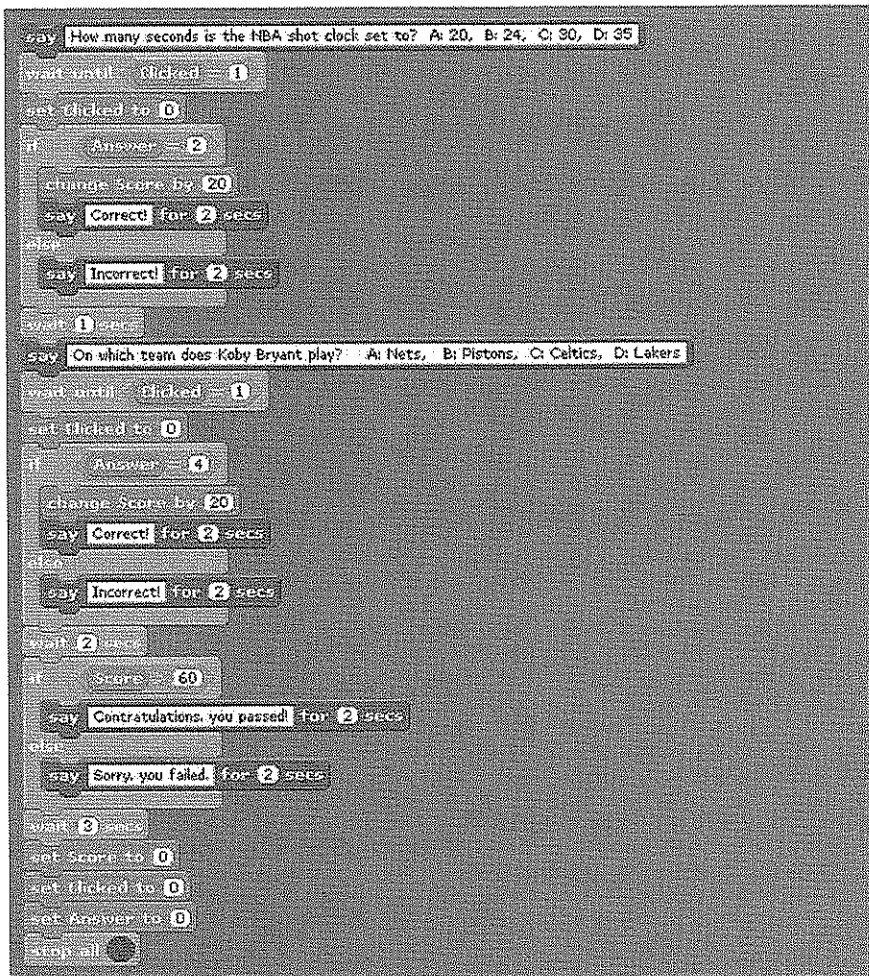 say How many seconds is the NBA shot clock set to? A: 20, B: 24, C: 30, D: 35
wait until Clicked = 1
set Clicked to 0
if Answer = 2
change Score by 20
say Correct! for 2 secs
else
say Incorrect! for 2 secs
wait 1 secs
say On which team does Koby Bryant play? A: Nets, B: Pistons, C: Celtics, D: Lakers
wait until Clicked = 1
set Clicked to 0
if Answer = 4
change Score by 20
say Correct! for 2 secs
else
say Incorrect! for 2 secs
wait 2 secs
if Score = 60
say Contratulations, you passed! for 2 secs
else
say Sorry, you failed. for 2 secs
wait 3 secs
set Score to 0
set Clicked to 0
set Answer to 0
stop all